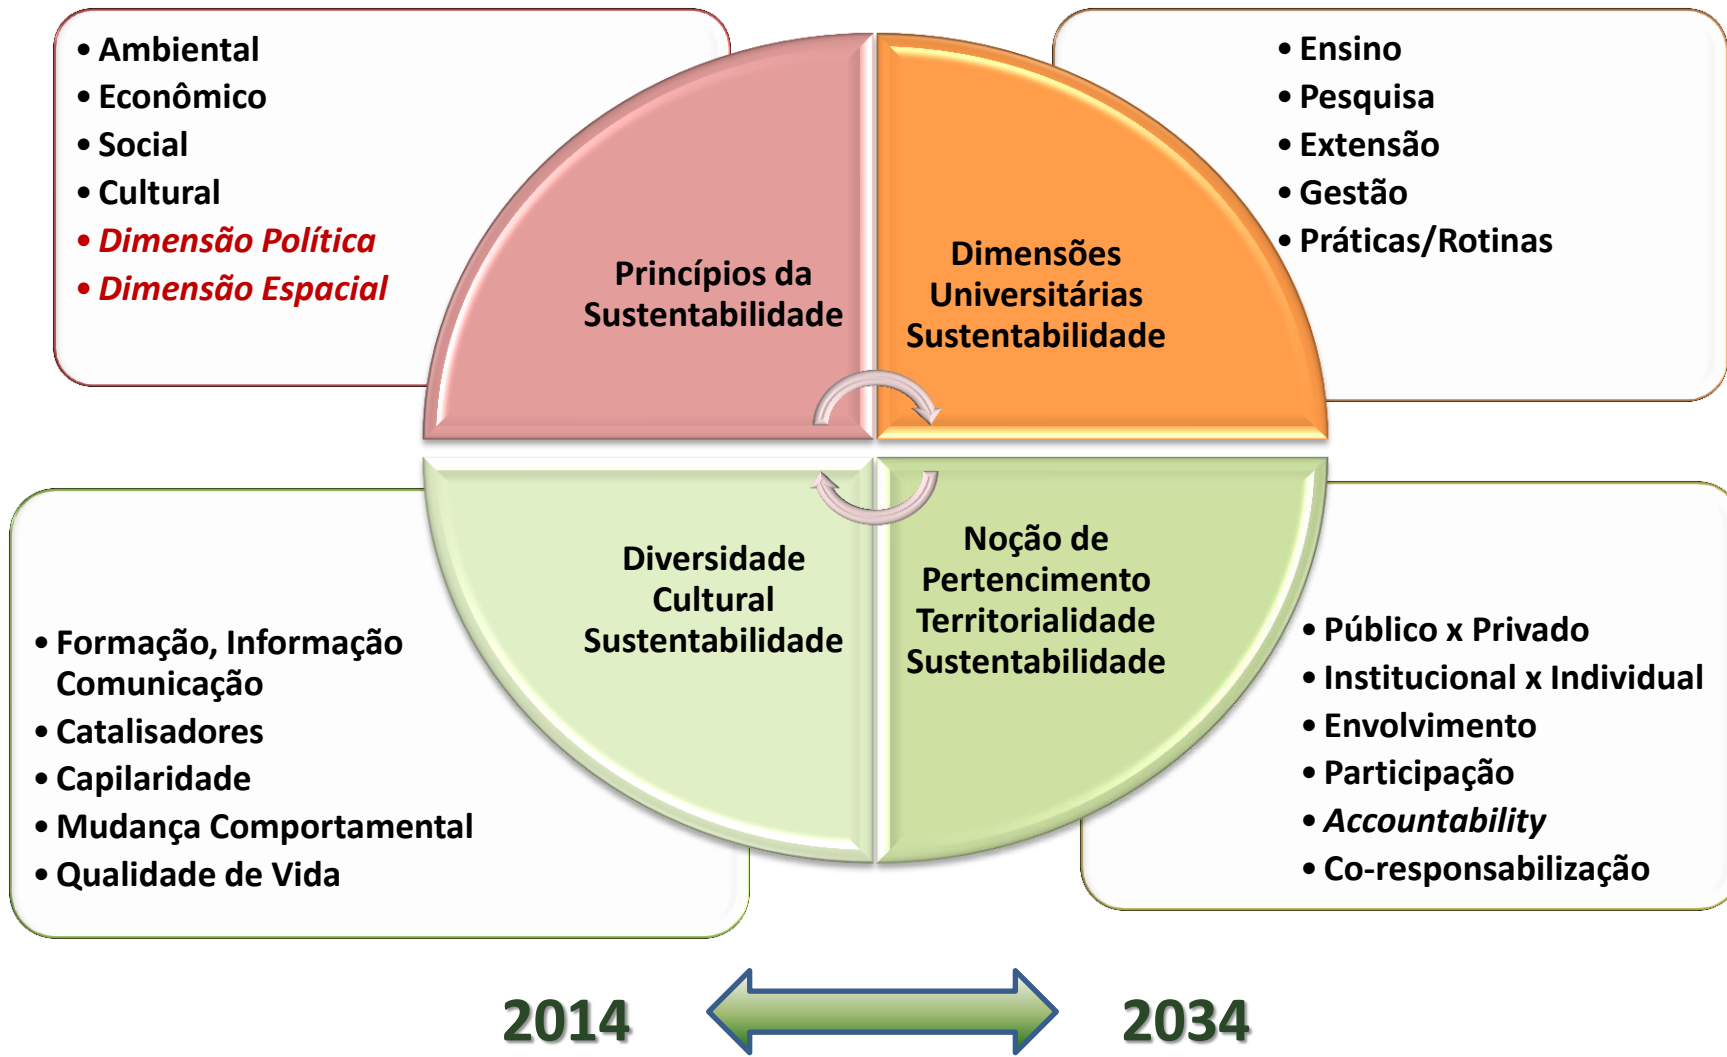 • Ambiental
• Econômico
• Social
• Cultural
• Dimensão Política
• Dimensão Espacial
Princípios da
Sustentabilidade
Dimensões
Universitárias
Sustentabilidade
• Ensino
• Pesquisa
• Extensão
• Gestão
• Práticas/Rotinas
• Formação, Informação
Comunicação
• Catalisadores
• Capilaridade
• Mudança Comportamental
• Qualidade de Vida
Diversidade
Cultural
Sustentabilidade
Noção de
Pertencimento
Territorialidade
Sustentabilidade
• Público x Privado
• Institucional x Individual
• Envolvimento
• Participação
• Accountability
• Co-responsabilização
2014
2034